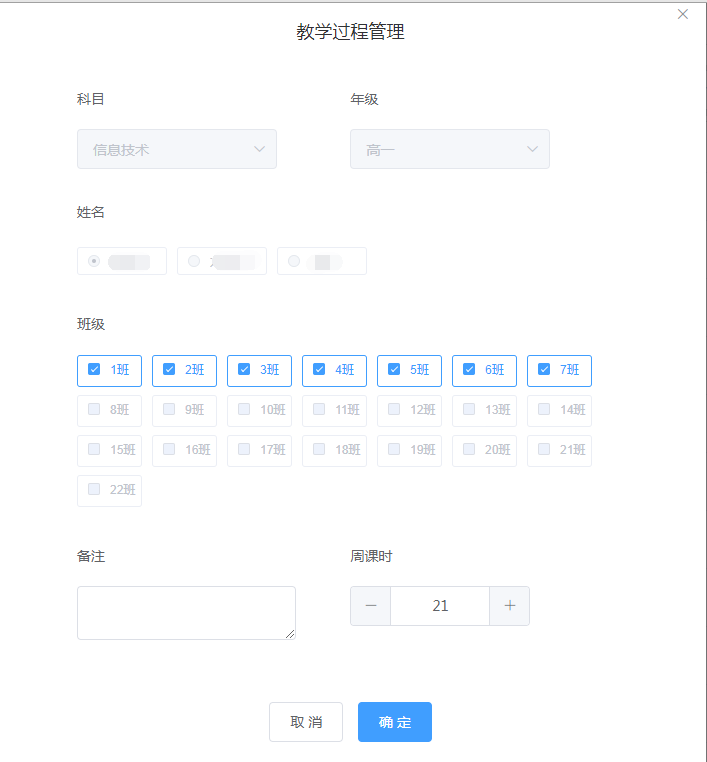 教学过程管理
科目 年级
信息技术 高一
姓名
班级
1班 2班 3班 4班 5班 6班 7班
8班 9班 10班 11班 12班 13班 14班
15班 16班 17班 18班 19班 20班 21班
22班
备注 周课时
21
取 消 确 定